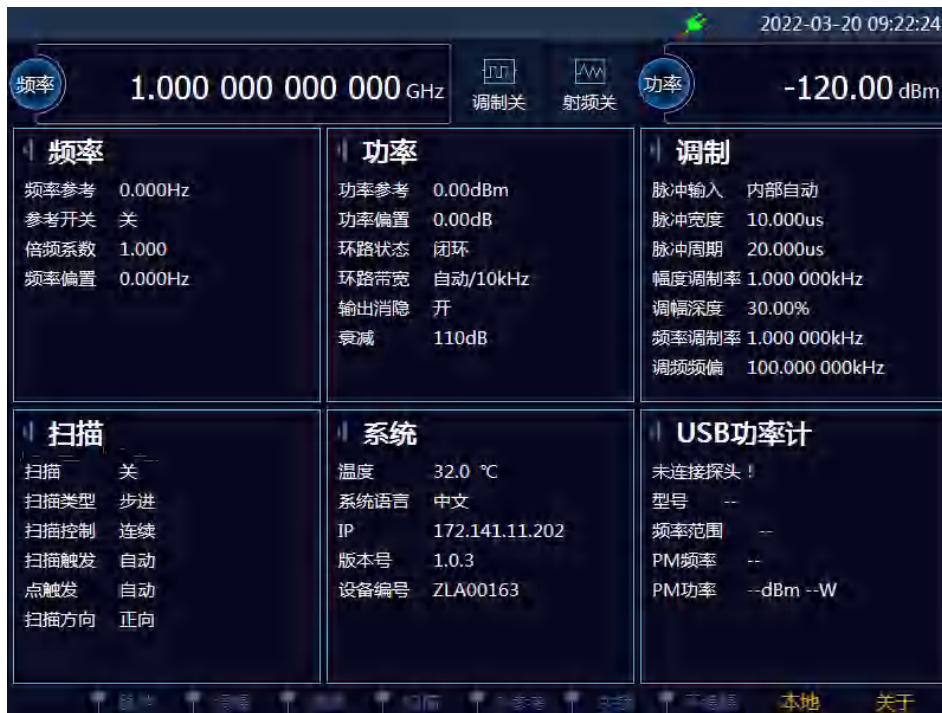 2022-03-20 09:22:24
频率 1.000 000 000 000 GHz 调制关 射频关 功率 -120.00 dBm
频率
频率参考 0.000Hz
参考开关 关
倍频系数 1.000
频率偏置 0.000Hz
功率
功率参考 0.00dBm
功率偏置 0.00dB
环路状态 闭环
环路带宽 自动/10kHz
输出消隐 开
衰减 110dB
调制
脉冲输入 内部自动
脉冲宽度 10.000us
脉冲周期 20.000us
幅度调制率 1.000 000kHz
调幅深度 30.00%
频率调制率 1.000 000kHz
调频频偏 100.000 000kHz
扫描
扫描 关
扫描类型 步进
扫描控制 连续
扫描触发 自动
点触发 自动
扫描方向 正向
系统
温度 32.0 ℃
系统语言 中文
IP 172.141.11.202
版本号 1.0.3
设备编号 ZLA00163
USB功率计
未连接探头！
型号 --
频率范围 --
PM频率 --
PM功率 --dBm --W
本地 关于